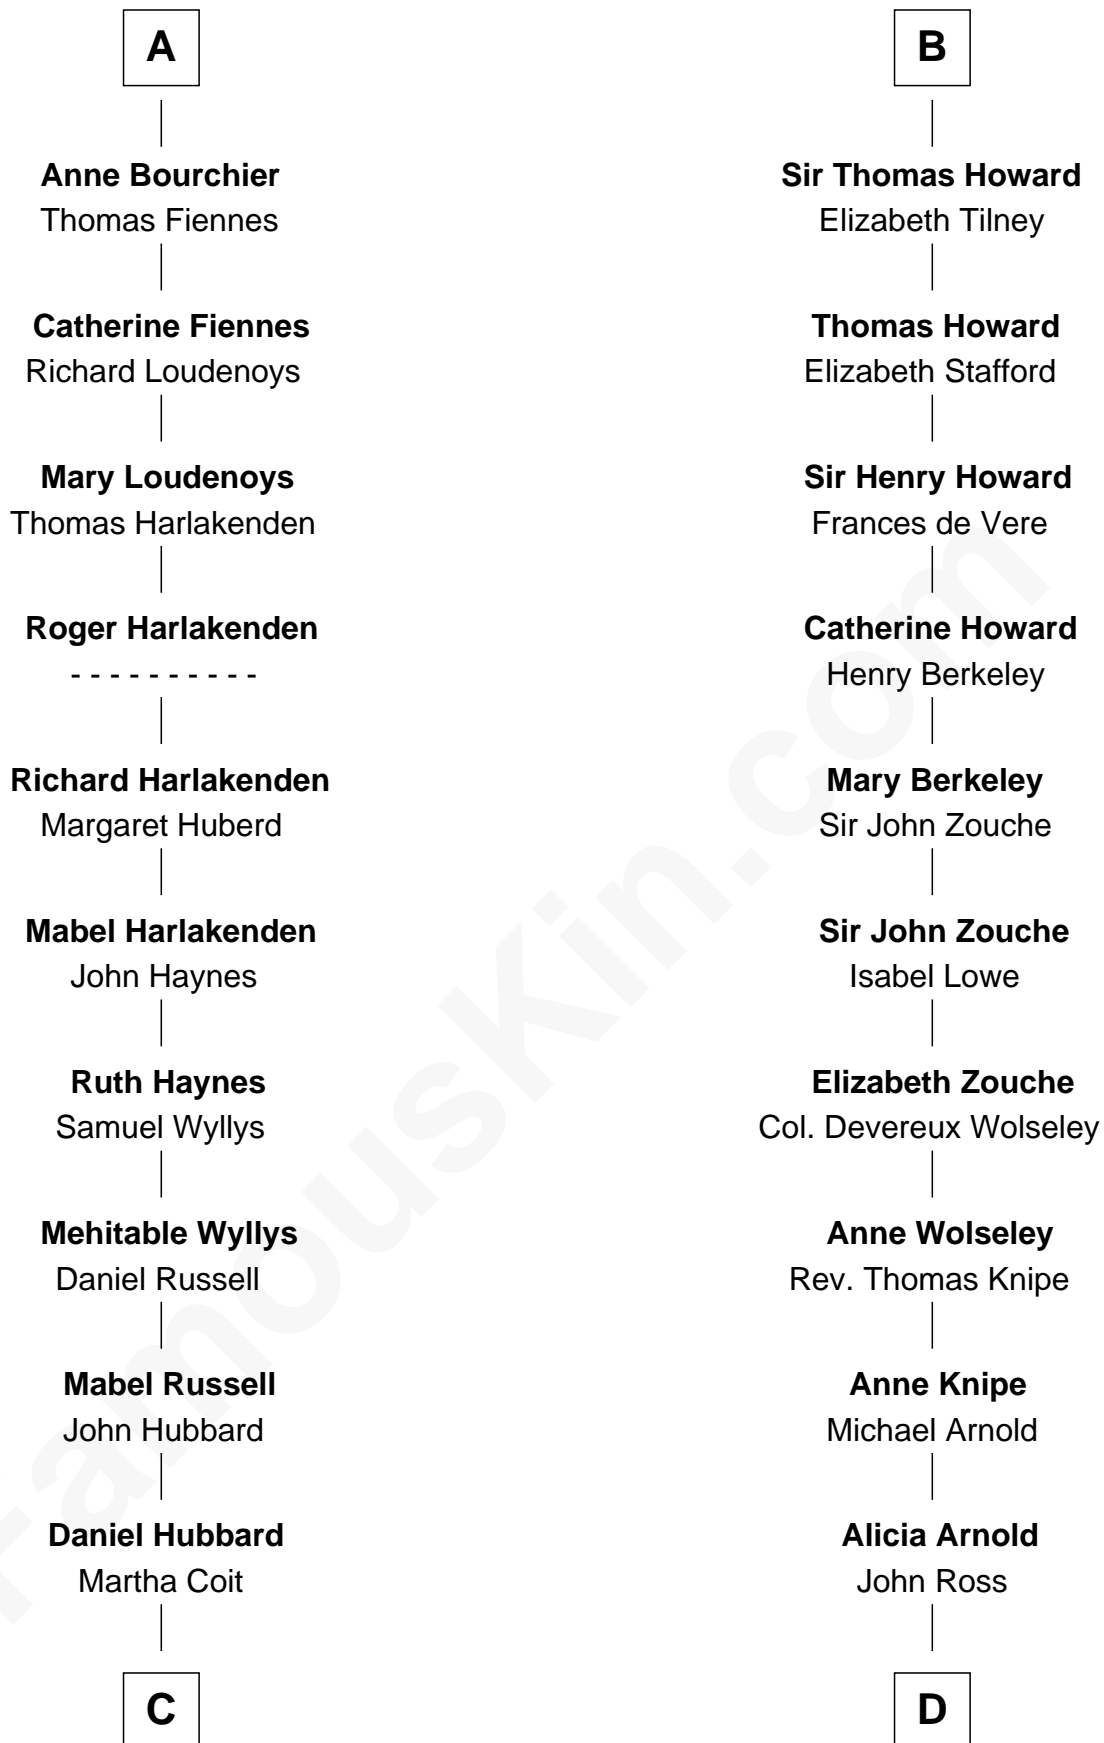 A
Anne Bourchier
Thomas Fiennes
Catherine Fiennes
Richard Loudenoys
Mary Loudenoys
Thomas Harlakenden
Roger Harlakenden
- - - - - - - - - -
Richard Harlakenden
Margaret Huberd
Mabel Harlakenden
John Haynes
Ruth Haynes
Samuel Wyllys
Mehitable Wyllys
Daniel Russell
Mabel Russell
John Hubbard
Daniel Hubbard
Martha Coit
C
B
Sir Thomas Howard
Elizabeth Tilney
Thomas Howard
Elizabeth Stafford
Sir Henry Howard
Frances de Vere
Catherine Howard
Henry Berkeley
Mary Berkeley
Sir John Zouche
Sir John Zouche
Isabel Lowe
Elizabeth Zouche
Col. Devereux Wolseley
Anne Wolseley
Rev. Thomas Knipe
Anne Knipe
Michael Arnold
Alicia Arnold
John Ross
D
FamousKin.com